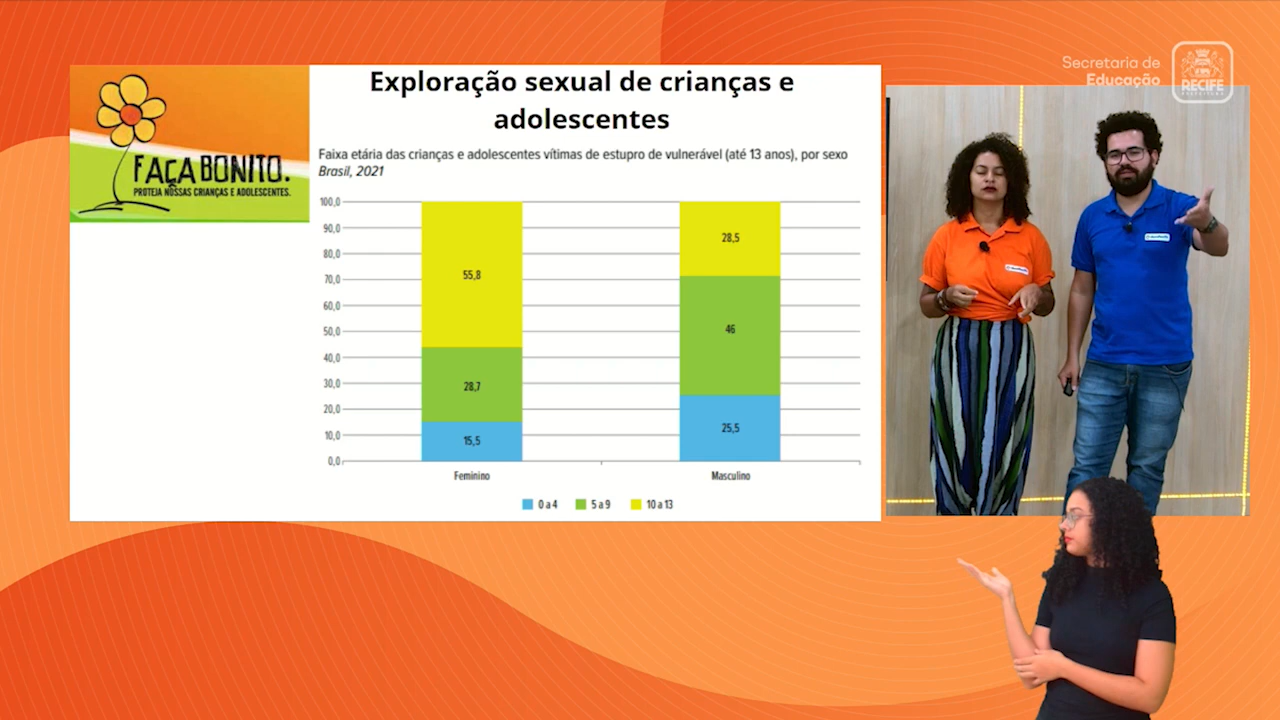 Secretaria de
Educação
RECIFE
PREFEITURA
FAÇA BONITO.
PROTEJA NOSSAS CRIANÇAS E ADOLESCENTES.
Exploração sexual de crianças e
adolescentes
Faixa etária das crianças e adolescentes vítimas de estupro de vulnerável (até 13 anos), por sexo
Brasil, 2021
100,0
90,0
80,0
70,0
60,0
50,0
40,0
30,0
20,0
10,0
0,0
55,8
28,7
15,5
28,5
46
25,5
Feminino
Masculino
0 a 4
5 a 9
10 a 13